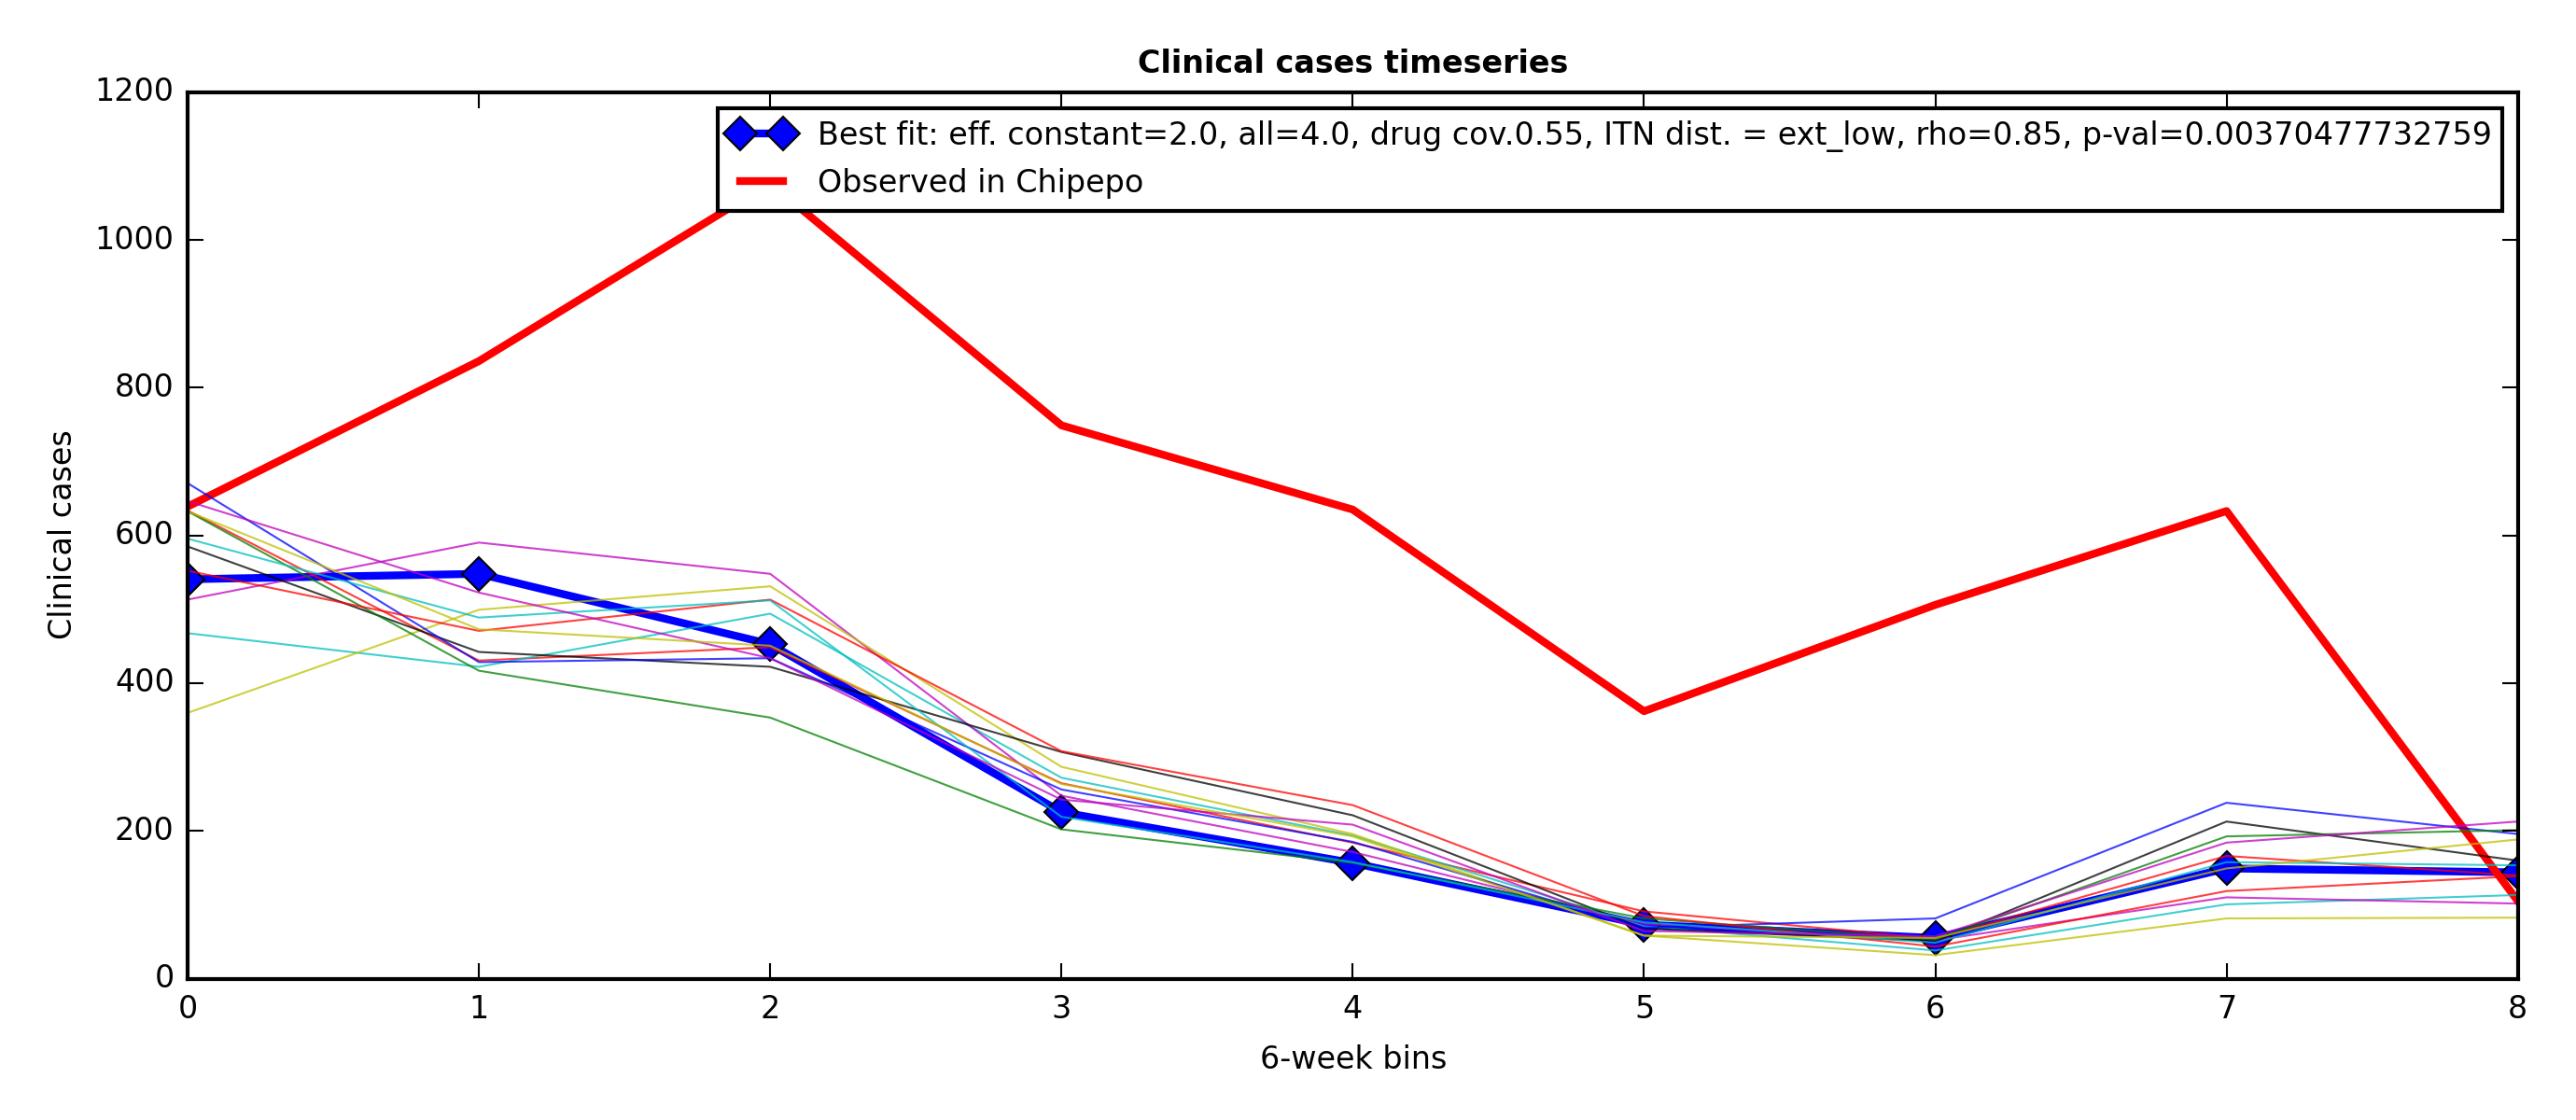 Clinical cases timeseries
Best fit: eff. constant=2.0, all=4.0, drug cov.0.55, ITN dist. = ext_low, rho=0.85, p-val=0.00370477732759
Observed in Chipepo
1200
1000
800
600
400
200
0
Clinical cases
0 1 2 3 4 5 6 7 8
6-week bins